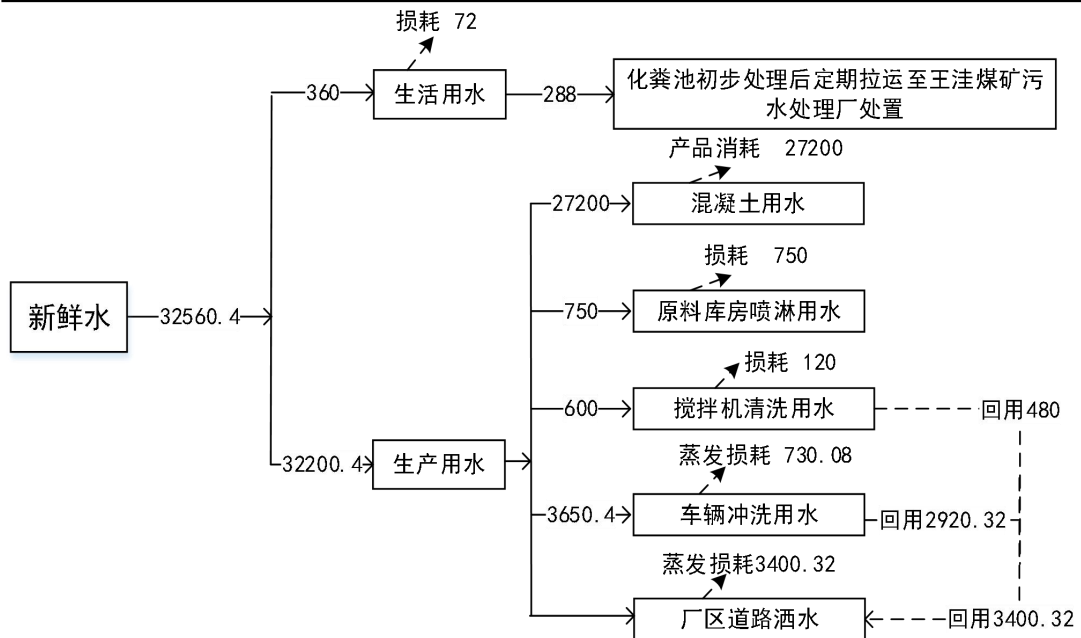 损耗 72
360
生活用水
288
化粪池初步处理后定期拉运至王洼煤矿污
水处理厂处置
产品消耗 27200
27200
混凝土用水
损耗 750
750
原料库房喷淋用水
新鲜水
32560.4
损耗 120
600
搅拌机清洗用水
回用480
32200.4
生产用水
蒸发损耗 730.08
3650.4
车辆冲洗用水
回用2920.32
蒸发损耗3400.32
厂区道路洒水
回用3400.32